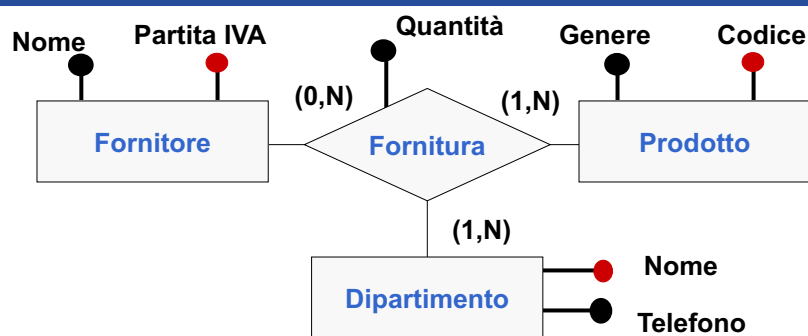 Nome
Partita IVA
Quantità
Genere
Codice
(0,N)
(1,N)
Fornitore
Fornitura
Prodotto
(1,N)
Dipartimento
Nome
Telefono